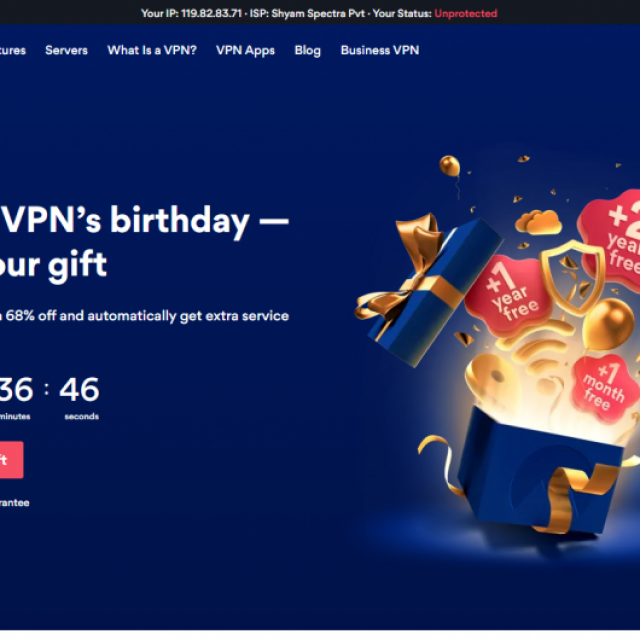 Your IP: 119.82.83.71 · ISP: Shyam Spectra Pvt · Your Status: Unprotected
tures Servers What Is a VPN? VPN Apps Blog Business VPN
VPN's birthday —
our gift
68% off and automatically get extra service
36 : 46
minutes seconds
ft
rantee
+1
year
free
+2
yea
free
+1
month
free